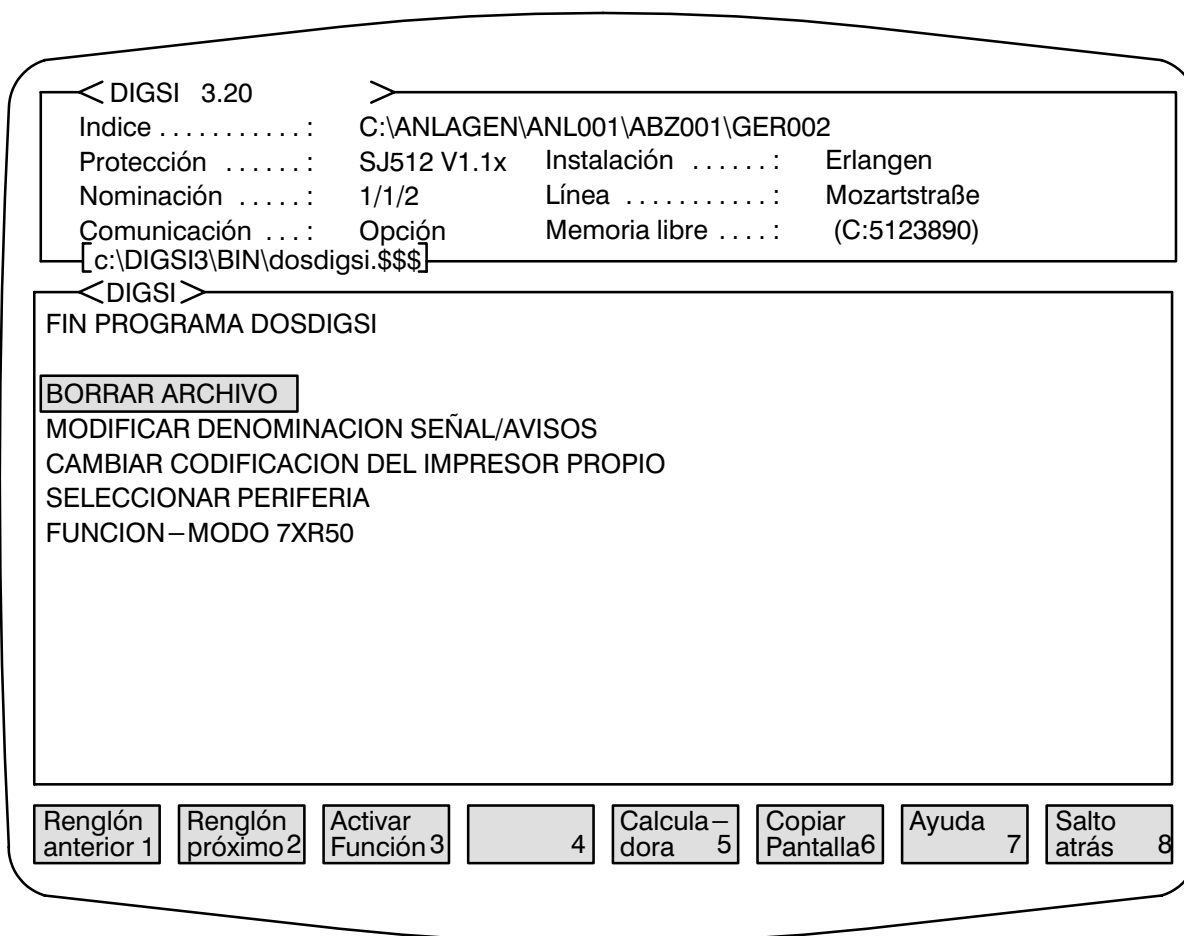 < DIGSI 3.20 >
Indice . . . . . . . . . . . : C:\ANLAGEN\ANL001\ABZ001\GER002
Protección . . . . . . : SJ512 V1.1x Instalación . . . . . . : Erlangen
Nominación . . . . . : 1/1/2 Línea . . . . . . . . . . . : Mozartstraße
Comunicación . . . : Opción Memoria libre . . . . : (C:5123890)
[c:\DIGSI3\BIN\dosdigsi.$$$]
<DIGSI>
FIN PROGRAMA DOSDIGSI
BORRAR ARCHIVO
MODIFICAR DENOMINACION SEÑAL/AVISOS
CAMBIAR CODIFICACION DEL IMPRESOR PROPIO
SELECCIONAR PERIFERIA
FUNCION–MODO 7XR50
Renglón anterior 1
Renglón próximo 2
Activar Función 3
4
Calcula– dora 5
Copiar Pantalla 6
Ayuda 7
Salto atrás 8